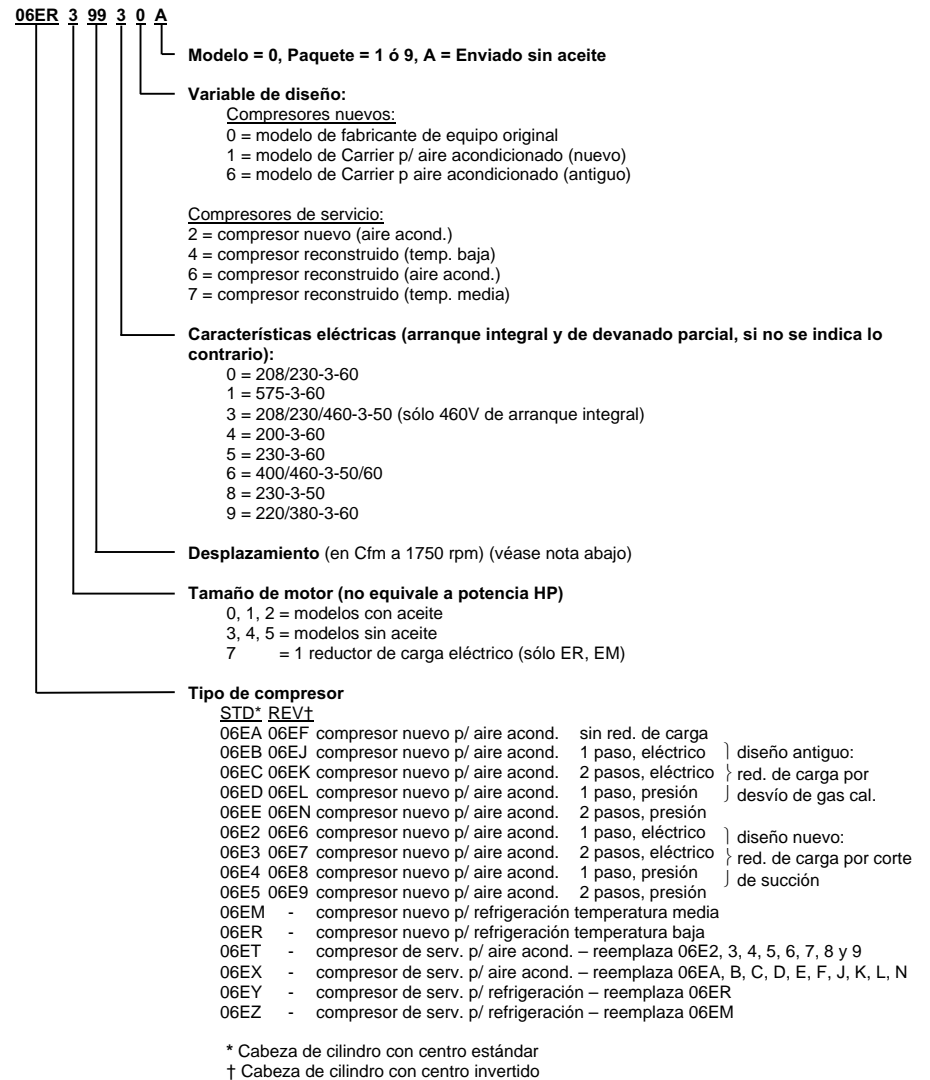 06ER 3 99 3 0 A
Modelo = 0, Paquete = 1 ó 9, A = Enviado sin aceite
Variable de diseño:
Compresores nuevos:
0 = modelo de fabricante de equipo original
1 = modelo de Carrier p/ aire acondicionado (nuevo)
6 = modelo de Carrier p aire acondicionado (antiguo)
Compresores de servicio:
2 = compresor nuevo (aire acond.)
4 = compresor reconstruido (temp. baja)
6 = compresor reconstruido (aire acond.)
7 = compresor reconstruido (temp. media)
Características eléctricas (arranque integral y de devanado parcial, si no se indica lo
contrario):
0 = 208/230-3-60
1 = 575-3-60
3 = 208/230/460-3-50 (sólo 460V de arranque integral)
4 = 200-3-60
5 = 230-3-60
6 = 400/460-3-50/60
8 = 230-3-50
9 = 220/380-3-60
Desplazamiento (en Cfm a 1750 rpm) (véase nota abajo)
Tamaño de motor (no equivale a potencia HP)
0, 1, 2 = modelos con aceite
3, 4, 5 = modelos sin aceite
7 = 1 reductor de carga eléctrico (sólo ER, EM)
Tipo de compresor
STD* REV†
06EA 06EF compresor nuevo p/ aire acond. sin red. de carga
06EB 06EJ compresor nuevo p/ aire acond. 1 paso, eléctrico diseño antiguo:
06EC 06EK compresor nuevo p/ aire acond. 2 pasos, eléctrico red. de carga por
06ED 06EL compresor nuevo p/ aire acond. 1 paso, presión desvío de gas cal.
06EE 06EN compresor nuevo p/ aire acond. 2 pasos, presión
06E2 06E6 compresor nuevo p/ aire acond. 1 paso, eléctrico diseño nuevo:
06E3 06E7 compresor nuevo p/ aire acond. 2 pasos, eléctrico red. de carga por corte
06E4 06E8 compresor nuevo p/ aire acond. 1 paso, presión de succión
06E5 06E9 compresor nuevo p/ aire acond. 2 pasos, presión
06EM - compresor nuevo p/ refrigeración temperatura media
06ER - compresor nuevo p/ refrigeración temperatura baja
06ET - compresor de serv. p/ aire acond. – reemplaza 06E2, 3, 4, 5, 6, 7, 8 y 9
06EX - compresor de serv. p/ aire acond. – reemplaza 06EA, B, C, D, E, F, J, K, L, N
06EY - compresor de serv. p/ refrigeración – reemplaza 06ER
06EZ - compresor de serv. p/ refrigeración – reemplaza 06EM
* Cabeza de cilindro con centro estándar
† Cabeza de cilindro con centro invertido